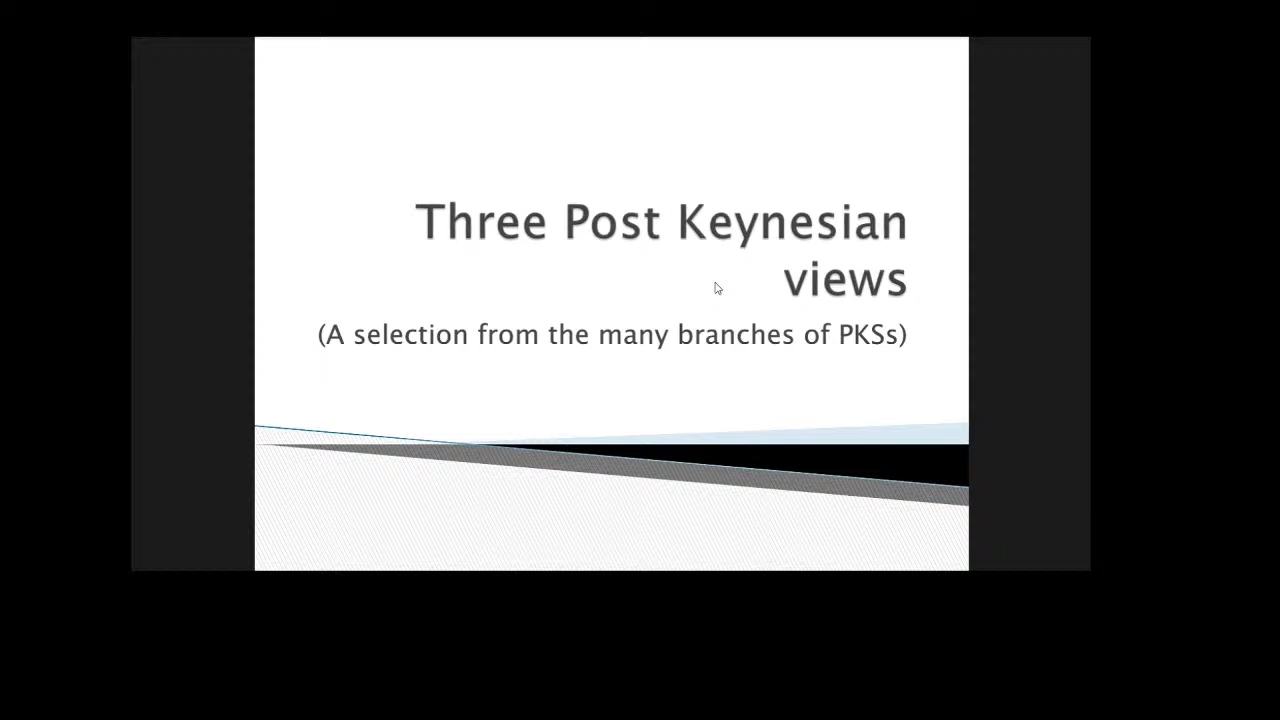 Three Post Keynesian
views
(A selection from the many branches of PKSs)